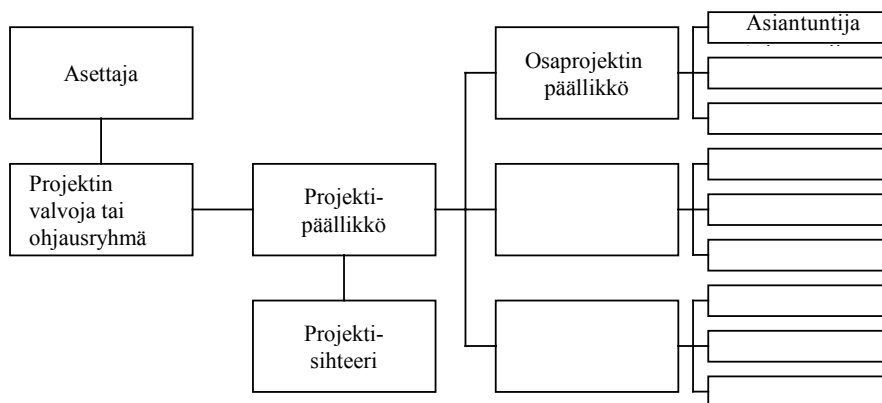 Asettaja
Projektin
valvoja tai
ohjausryhmä
Projekti-
päällikkö
Projekti-
sihteeri
Osaprojektin
päällikkö
Asiantuntija